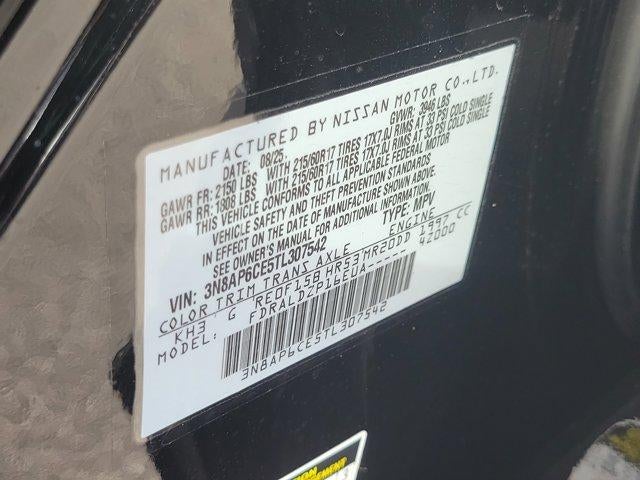 MANUFACTURED BY NISSAN MOTOR CO.,LTD.
DATE: 08/25 GVWR: 3946 LBS
GAWR FR: 2150 LBS WITH 215/60R17 TIRES 17X7.0J RIMS AT 33 PSI COLD SINGLE
GAWR RR: 1808 LBS WITH 215/60R17 TIRES 17X7.0J RIMS AT 33 PSI COLD SINGLE
THIS VEHICLE CONFORMS TO ALL APPLICABLE FEDERAL MOTOR
VEHICLE SAFETY AND THEFT PREVENTION STANDARDS
IN EFFECT ON THE DATE OF MANUFACTURE SHOWN ABOVE.
SEE OWNER'S MANUAL FOR ADDITIONAL INFORMATION.
VIN: 3N8AP6CE5TL307542 TYPE: MPV
COLOR TRIM TRANS AXLE ENGINE 1997 CC
KH3 G RE0F15B HR53 MR20DD 42000
MODEL: FDRALDZP16EUA-----
3N8AP6CE5TL307542